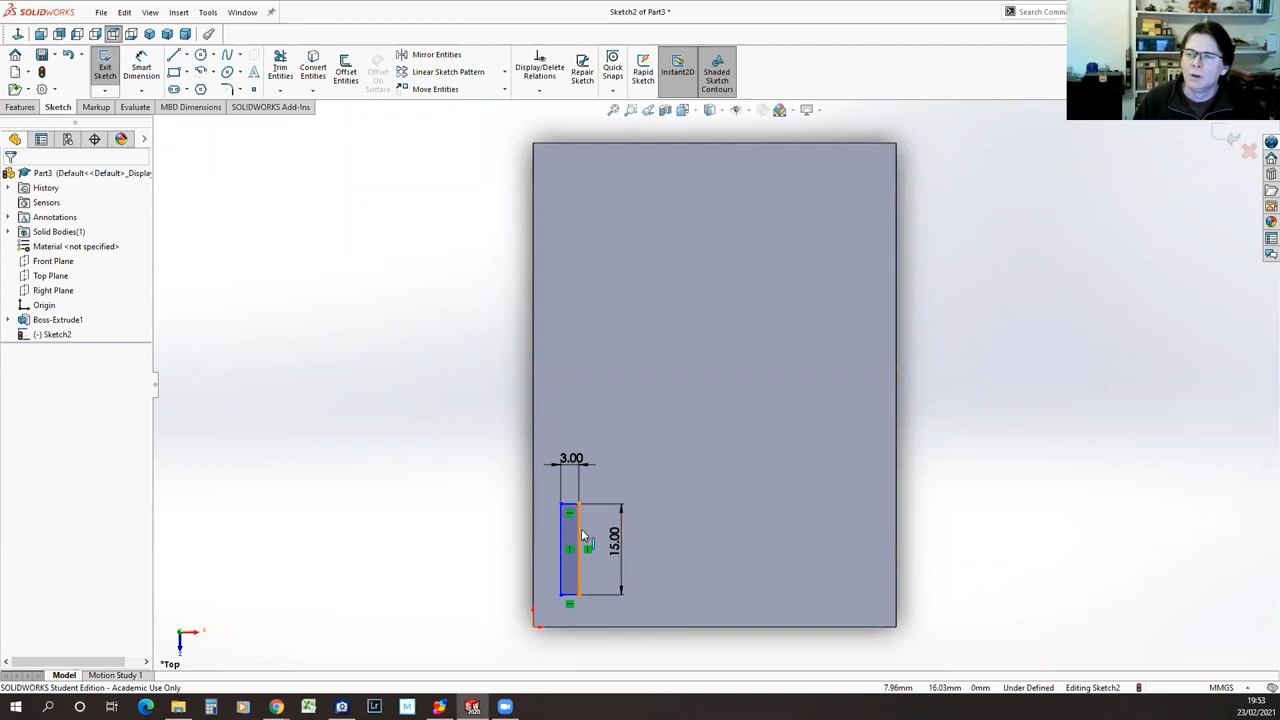 SOLIDWORKS
File
Edit
View
Insert
Tools
Window
Sketch2 of Part3 *
Search Comm
Exit Sketch
Smart Dimension
Trim Entities
Convert Entities
Offset Entities
Offset On Surface
Mirror Entities
Linear Sketch Pattern
Move Entities
Display/Delete Relations
Repair Sketch
Quick Snaps
Rapid Sketch
Instant2D
Shaded Sketch Contours
Features
Sketch
Markup
Evaluate
MBD Dimensions
SOLIDWORKS Add-Ins
Part3 (Default<<Default>_Display
History
Sensors
Annotations
Solid Bodies(1)
Material <not specified>
Front Plane
Top Plane
Right Plane
Origin
Boss-Extrude1
(-) Sketch2
3.00
15.00
x
z
*Top
Model
Motion Study 1
SOLIDWORKS Student Edition - Academic Use Only
7.96mm
16.03mm
0mm
Under Defined
Editing Sketch2
MMGS
19:53
23/02/2021